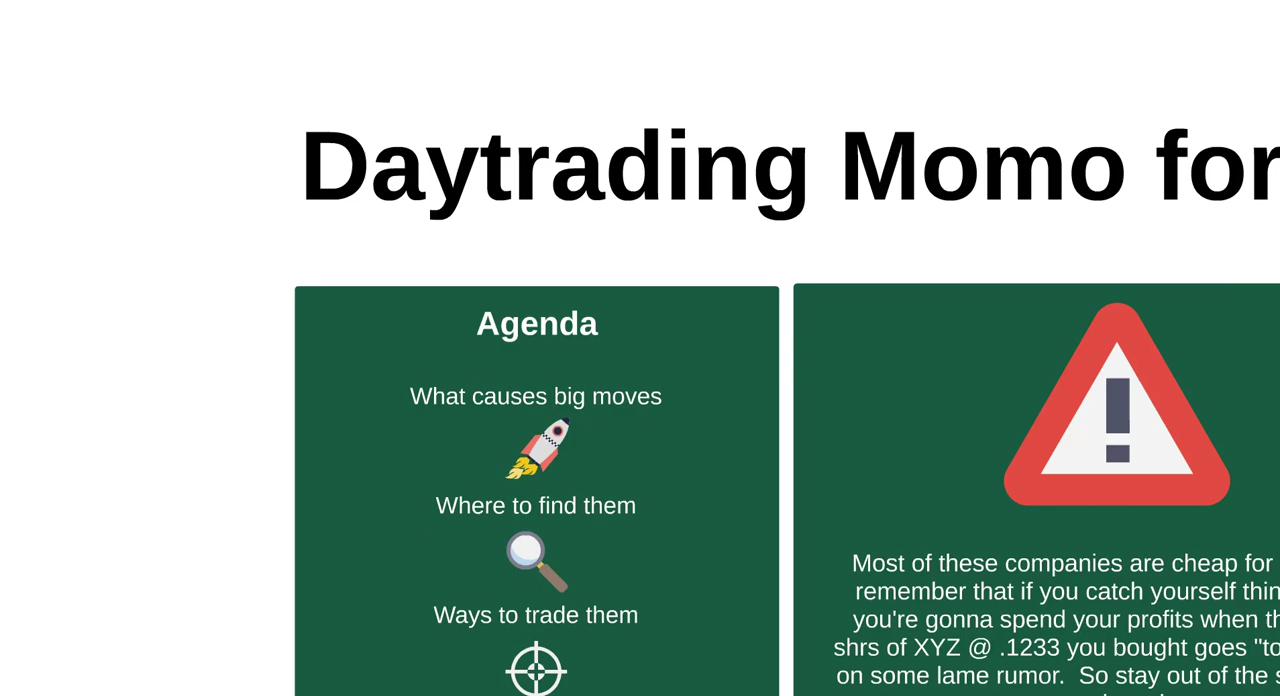 Daytrading Momo for
Agenda
What causes big moves
Where to find them
Ways to trade them
Most of these companies are cheap for
remember that if you catch yourself thin
you're gonna spend your profits when th
shrs of XYZ @ .1233 you bought goes "to
on some lame rumor.  So stay out of the s